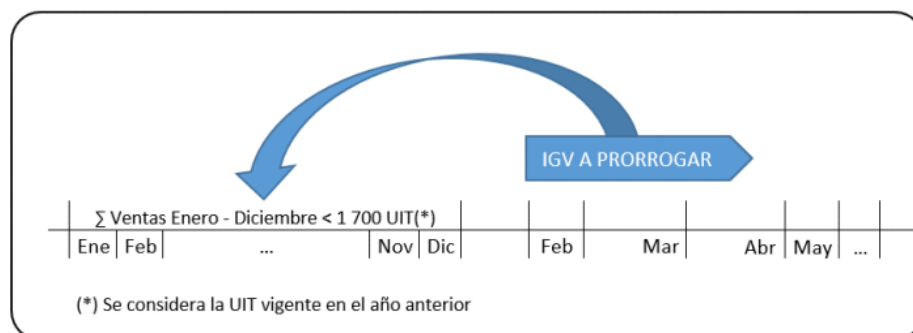 IGV A PRORROGAR
∑ Ventas Enero - Diciembre < 1 700 UIT(*)
Ene Feb ... Nov Dic Feb Mar Abr May ...
(*) Se considera la UIT vigente en el año anterior